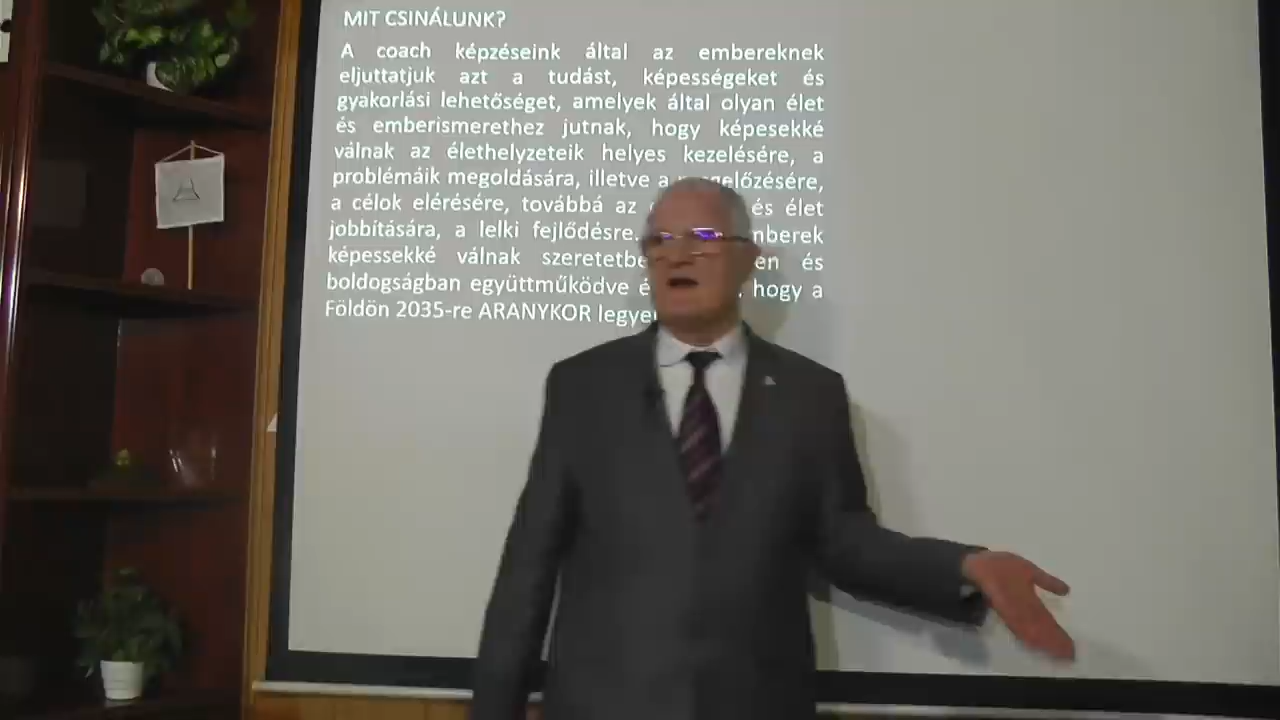 MIT CSINÁLUNK?
A coach képzéseink által az embereknek
eljuttatjuk azt a tudást, képességeket és
gyakorlási lehetőséget, amelyek által olyan élet
és emberismerethez jutnak, hogy képesekké
válnak az élethelyzeteik helyes kezelésére, a
problémáik megoldására, illetve a
a célok elérésére, továbbá az és élet
jobbítására, a lelki fejlődésre.
képessekké válnak és
boldogságban együttműködve hogy a
Földön 2035-re ARANYKOR